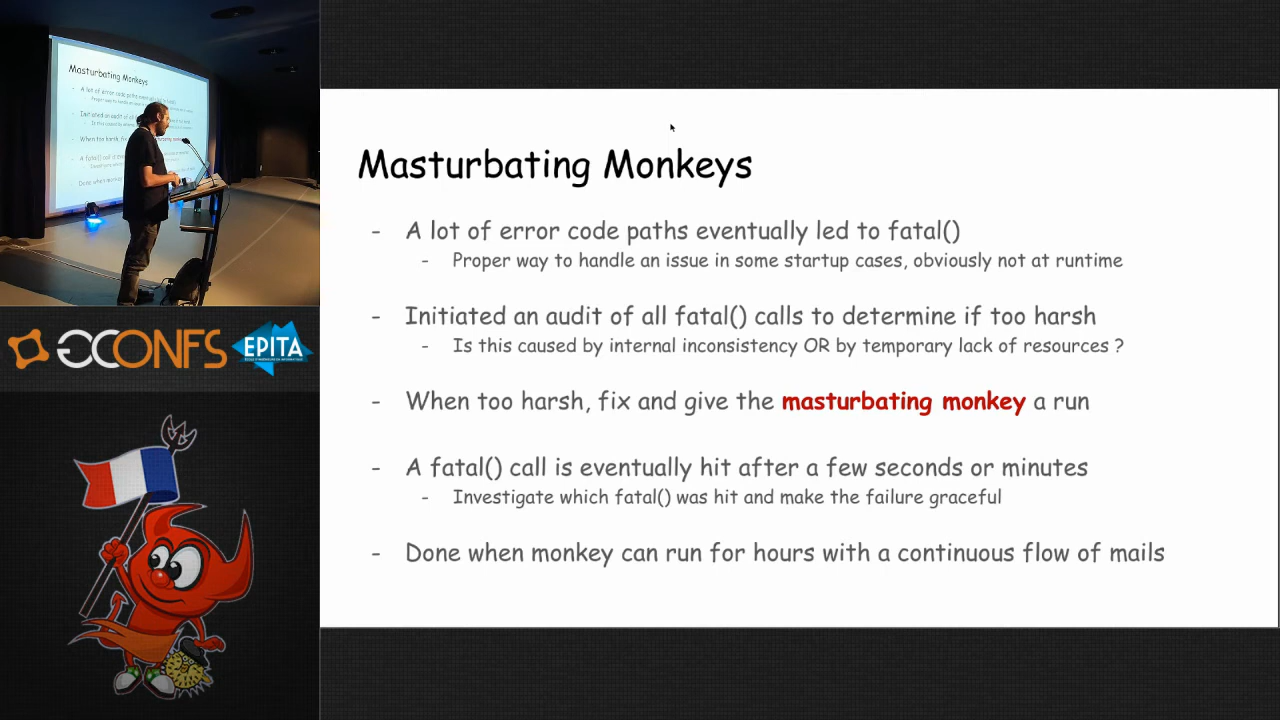 Masturbating Monkeys
- A lot of error code paths eventually led to fatal()
- Proper way to handle an issue in some startup cases, obviously not at runtime
- Initiated an audit of all fatal() calls to determine if too harsh
- Is this caused by internal inconsistency OR by temporary lack of resources ?
- When too harsh, fix and give the masturbating monkey a run
- A fatal() call is eventually hit after a few seconds or minutes
- Investigate which fatal() was hit and make the failure graceful
- Done when monkey can run for hours with a continuous flow of mails
Masturbating Monkeys
GCONFS
EPITA